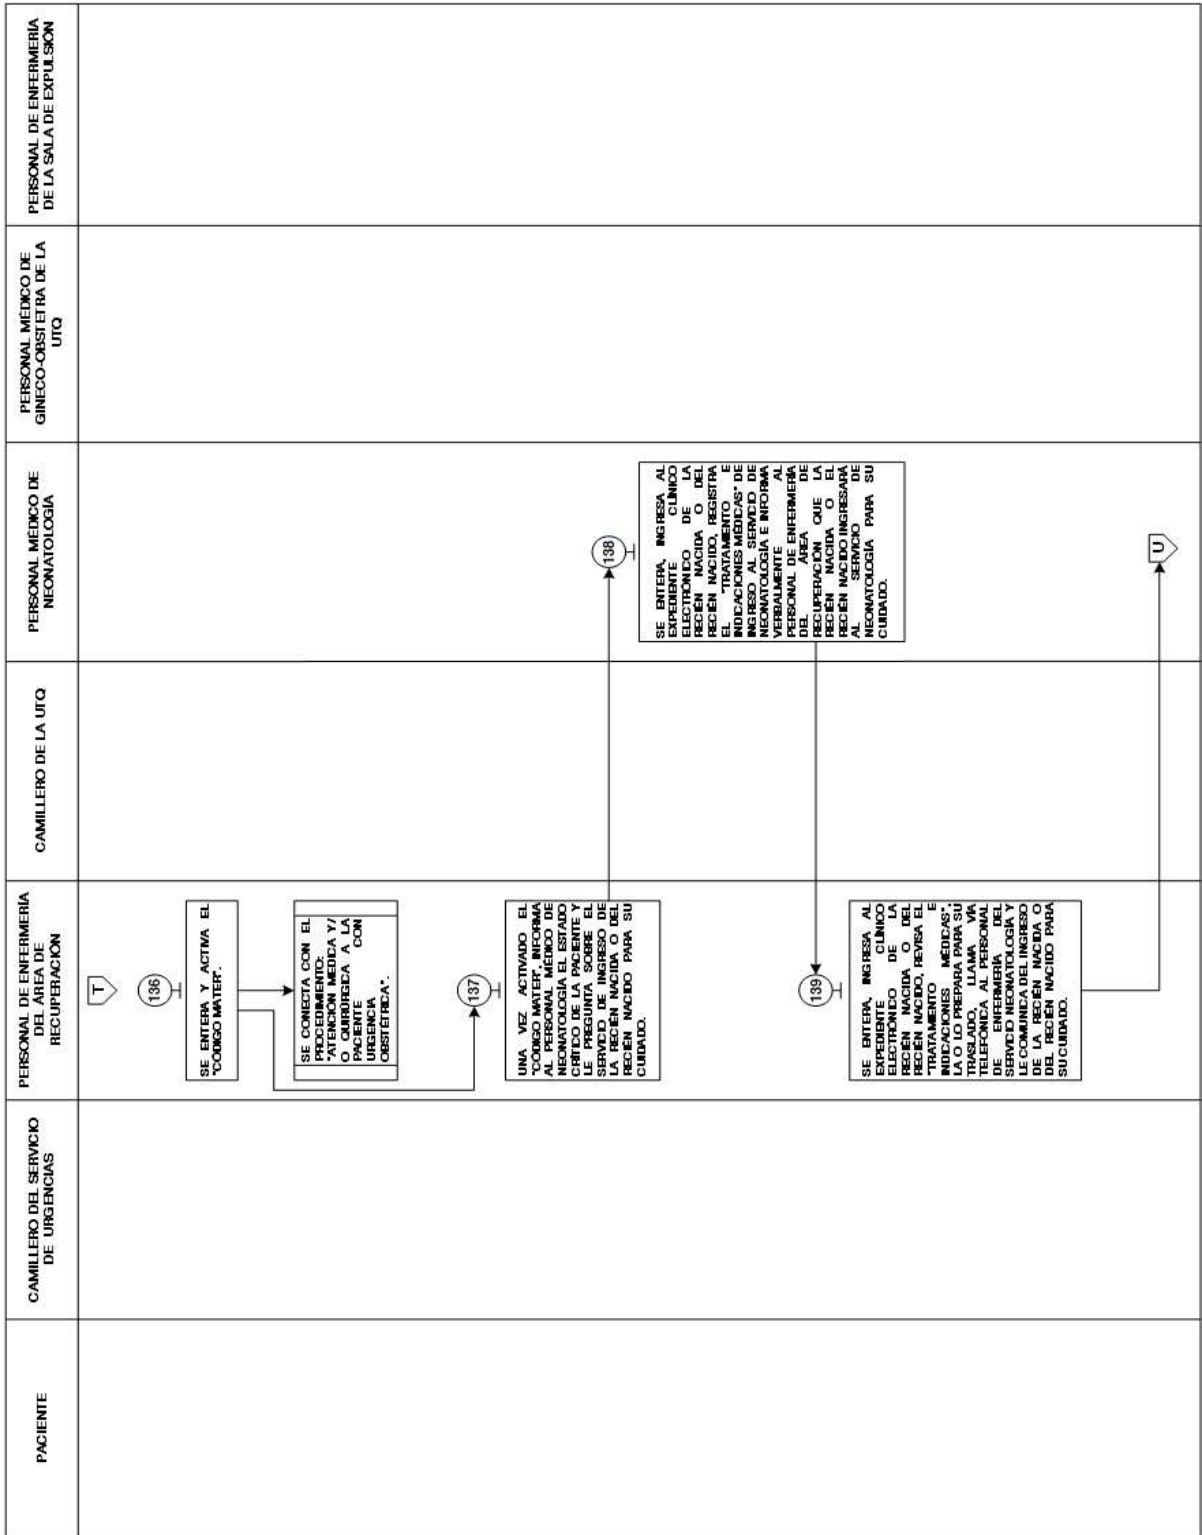 PACIENTE
CAMILLERO DEL SERVICIO
DE URGENCIAS
PERSONAL DE ENFERMERÍA
DEL ÁREA DE
RECUPERACIÓN
CAMILLERO DE LA UTQ
PERSONAL MÉDICO DE
NEONATOLOGÍA
PERSONAL MÉDICO DE
GINECO-OBSTETRA DE LA
UTQ
PERSONAL DE ENFERMERÍA
DE LA SALA DE EXPULSIÓN
T
136
SE ENTERA Y ACTIVA EL
"CÓDIGO MATER".
SE CONECTA CON EL
PROCEDIMIENTO:
"ATENCIÓN MEDICA Y/
O QUIRÚRGICA A LA
PACIENTE CON
URGENCIA
OBSTÉTRICA".
137
UNA VEZ ACTIVADO EL
"CÓDIGO MATER", INFORMA
AL PERSONAL MÉDICO DE
NEONATOLOGÍA EL ESTADO
CRÍTICO DE LA PACIENTE Y
LE PREGUNTA SOBRE EL
SERVICIO DE INGRESO DE
LA RECIÉN NACIDA O DEL
RECIÉN NACIDO PARA SU
CUIDADO.
138
SE ENTERA, INGRESA AL
EXPEDIENTE CLÍNICO
ELECTRÓNICO DE LA
RECIÉN NACIDA O DEL
RECIÉN NACIDO, REGISTRA
EL "TRATAMIENTO E
INDICACIONES MÉDICAS" DE
INGRESO AL SERVICIO DE
NEONATOLOGÍA E INFORMA
VERBALMENTE AL
PERSONAL DE ENFERMERÍA
DEL ÁREA DE
RECUPERACIÓN QUE LA
RECIÉN NACIDA O EL
RECIÉN NACIDO INGRESARÁ
AL SERVICIO DE
NEONATOLOGÍA PARA SU
CUIDADO.
139
SE ENTERA, INGRESA AL
EXPEDIENTE CLÍNICO
ELECTRÓNICO DE LA
RECIÉN NACIDA O DEL
RECIÉN NACIDO, REVISA EL
"TRATAMIENTO E
INDICACIONES MÉDICAS",
LA O LO PREPARA PARA SU
TRASLADO, LLAMA VÍA
TELEFÓNICA AL PERSONAL
DE ENFERMERÍA DEL
SERVICIO NEONATOLOGÍA Y
LE COMUNICA DEL INGRESO
DE LA RECIÉN NACIDA O
DEL RECIÉN NACIDO PARA
SU CUIDADO.
U